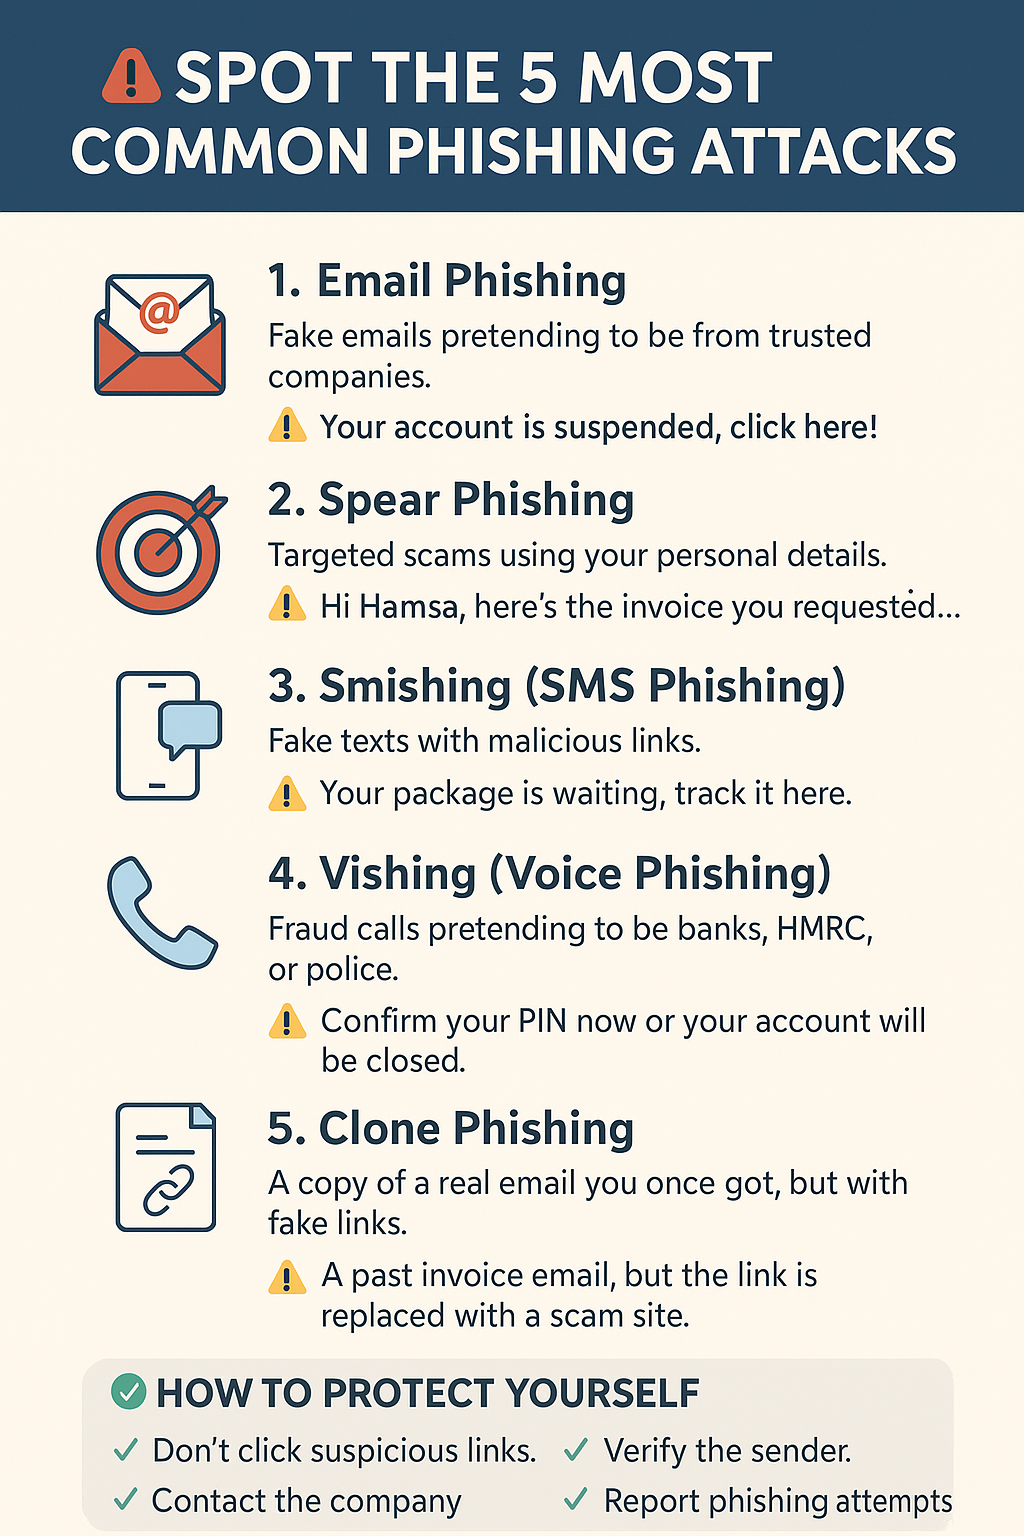 SPOT THE 5 MOST
COMMON PHISHING ATTACKS
1. Email Phishing
Fake emails pretending to be from trusted
companies.
Your account is suspended, click here!
2. Spear Phishing
Targeted scams using your personal details.
Hi Hamsa, here's the invoice you requestėd...
3. Smishing (SMS Phishing)
Fake texts with malicious links.
Your package is waiting, track it here.
4. Vishing (Voice Phishing)
Fraud calls pretending to be banks, HMRC,
or police.
Confirm your PIN now or your account will
be closed.
5. Clone Phishing
A copy of a real email you once got, but with
fake links.
A past invoice email, but the link is
replaced with a scam site.
HOW TO PROTECT YOURSELF
✓ Don't click suspicious links.
✓ Verify the sender.
✓ Contact the company
✓ Report phishing attempts